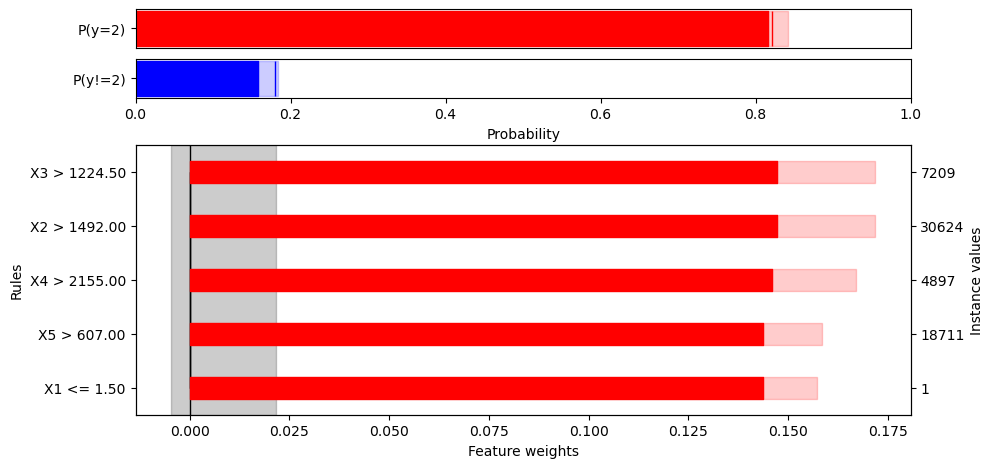 P(y=2)
P(y!=2)
0.0 0.2 0.4 0.6 0.8 1.0
Probability
Rules
X3 > 1224.50 7209
X2 > 1492.00 30624
X4 > 2155.00 4897
X5 > 607.00 18711
X1 <= 1.50 1
Instance values
0.000 0.025 0.050 0.075 0.100 0.125 0.150 0.175
Feature weights